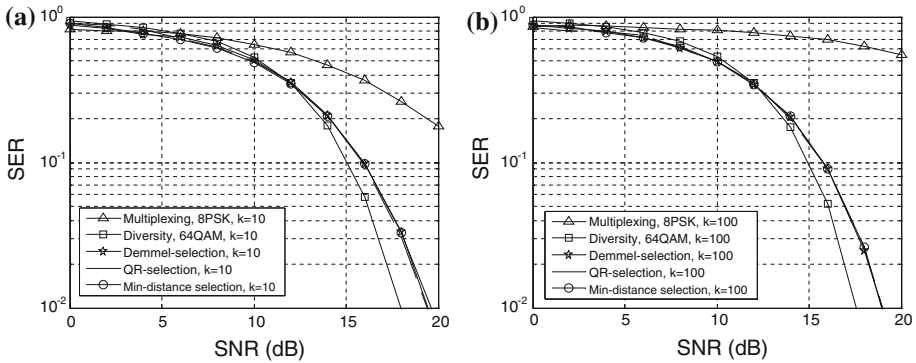 (a)
10^0
10^-1
10^-2
SER
Multiplexing, 8PSK, k=10
Diversity, 64QAM, k=10
Demmel-selection, k=10
QR-selection, k=10
Min-distance selection, k=10
0 5 10 15 20
SNR (dB)
(b)
10^0
10^-1
10^-2
SER
Multiplexing, 8PSK, k=100
Diversity, 64QAM, k=100
Demmel-selection, k=100
QR-selection, k=100
Min-distance selection, k=100
0 5 10 15 20
SNR (dB)